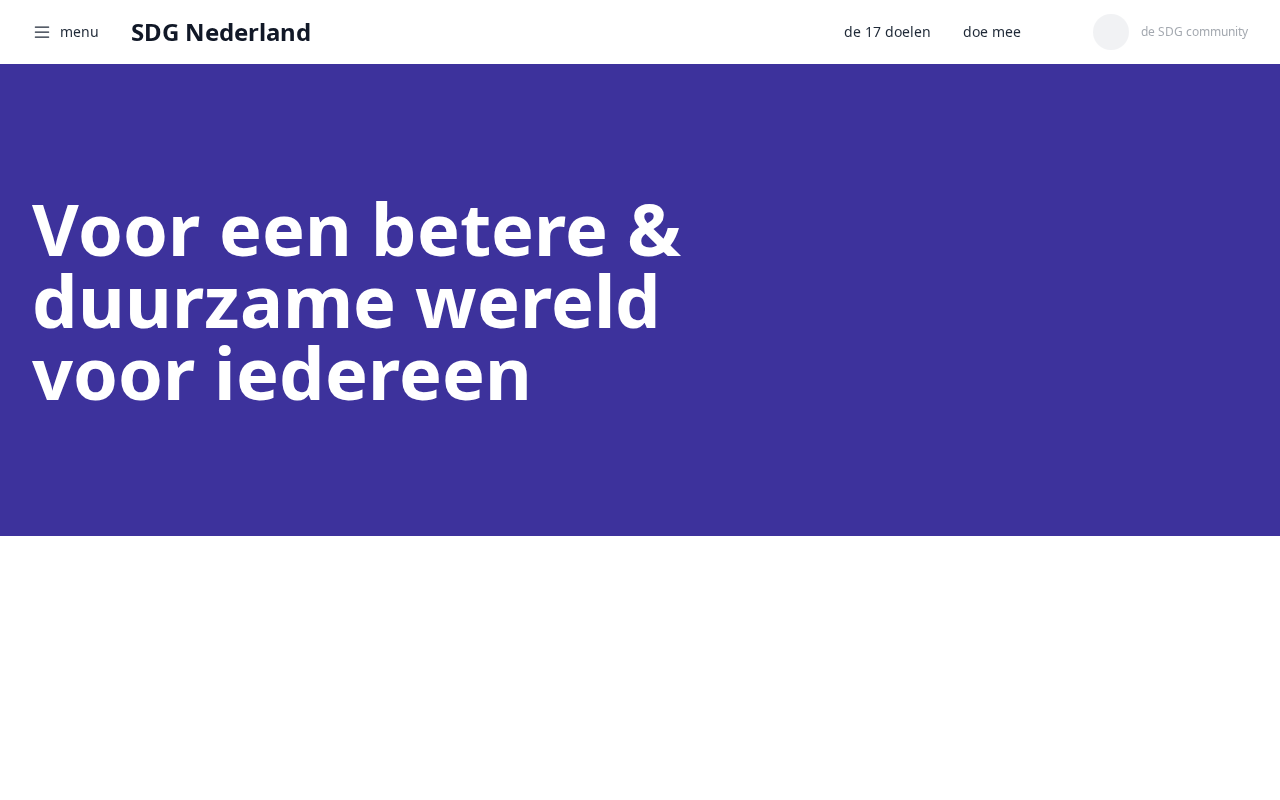 menu
SDG Nederland
de 17 doelen
doe mee
de SDG community
Voor een betere &
duurzame wereld
voor iedereen